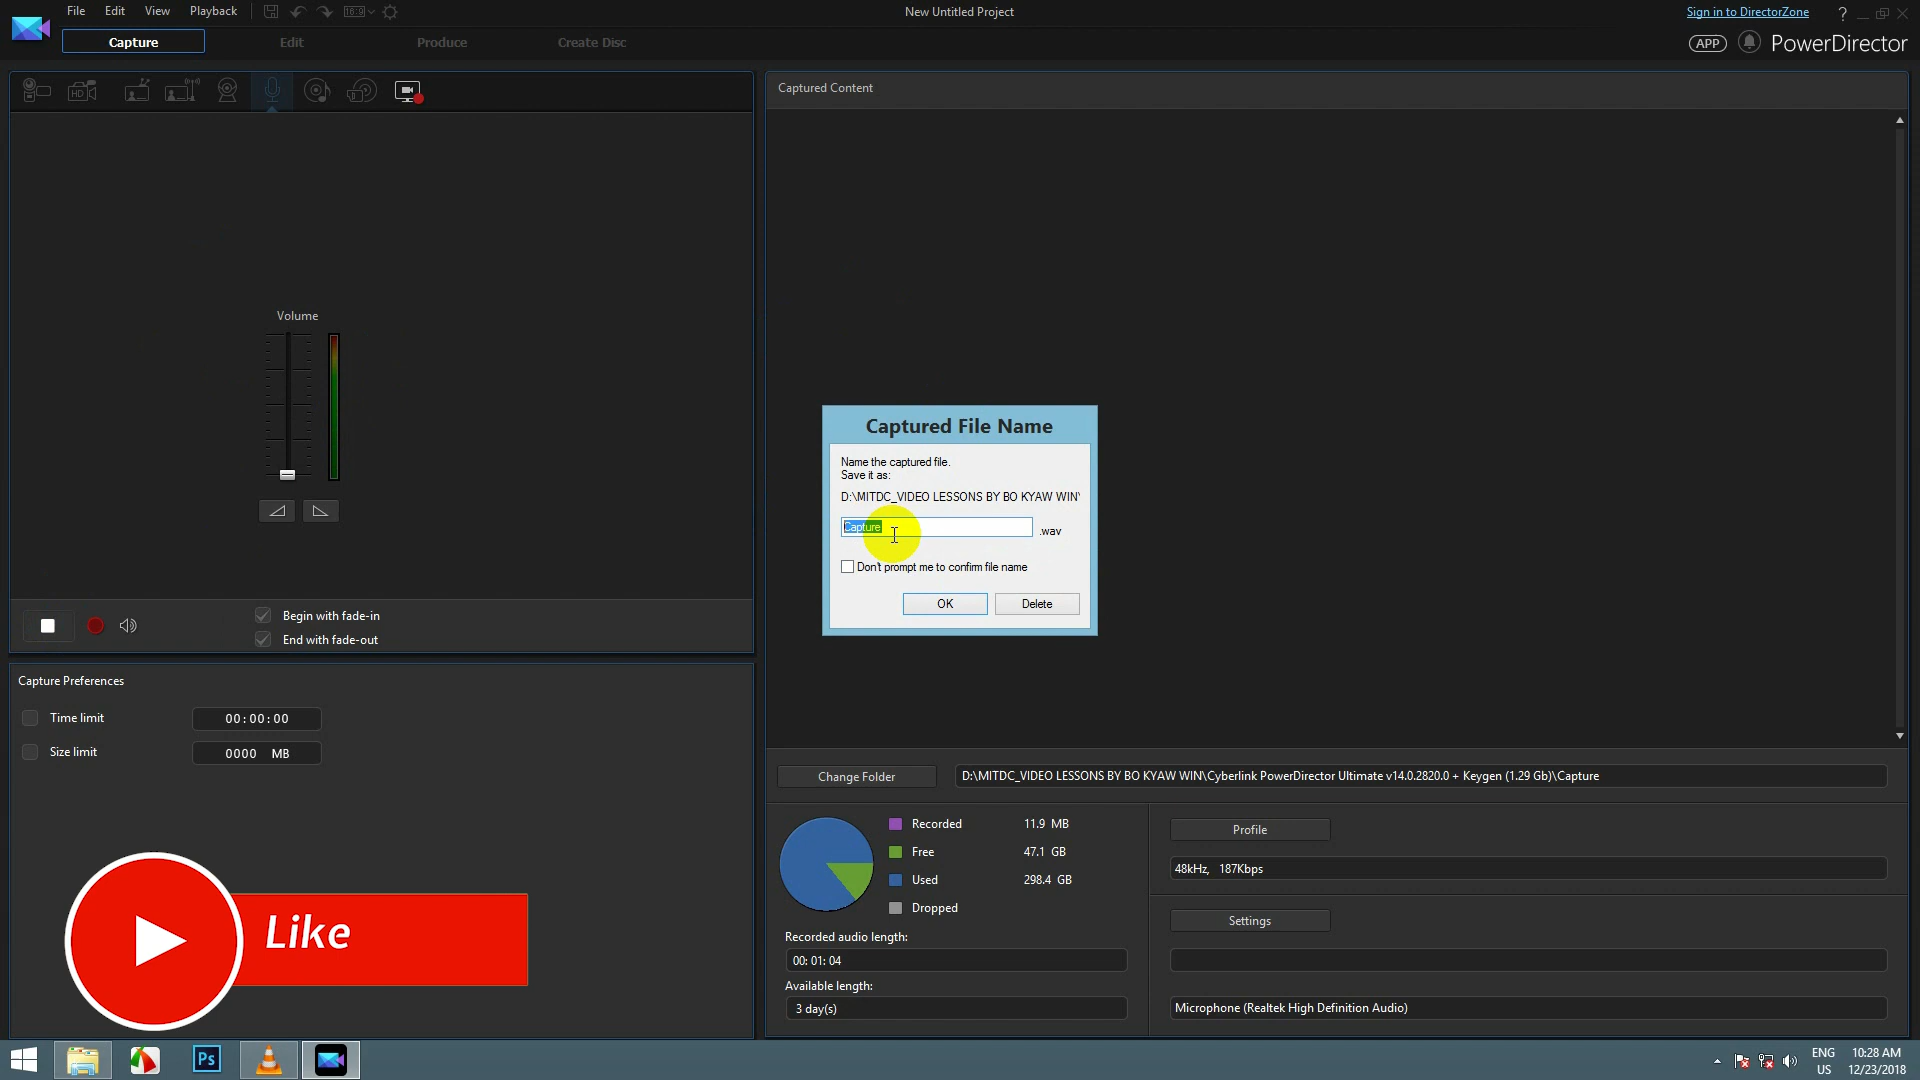 File Edit View Playback
New Untitled Project
Sign in to DirectorZone
?
Capture Edit Produce Create Disc
APP PowerDirector
HD
Captured Content
Volume
Captured File Name
Name the captured file.
Save it as:
D:\MITDC_VIDEO LESSONS BY BO KYAW WIN\
Capture .wav
Don't prompt me to confirm file name
OK Delete
Begin with fade-in
End with fade-out
Capture Preferences
Time limit 00:00:00
Size limit 0000 MB
Change Folder D:\MITDC_VIDEO LESSONS BY BO KYAW WIN\Cyberlink PowerDirector Ultimate v14.0.2820.0 + Keygen (1.29 Gb)\Capture
Recorded 11.9 MB
Free 47.1 GB
Used 298.4 GB
Dropped
Recorded audio length:
00: 01: 04
Available length:
3 day(s)
Profile
48kHz, 187Kbps
Settings
Microphone (Realtek High Definition Audio)
Like
Ps
ENG
US
10:28 AM
12/23/2018